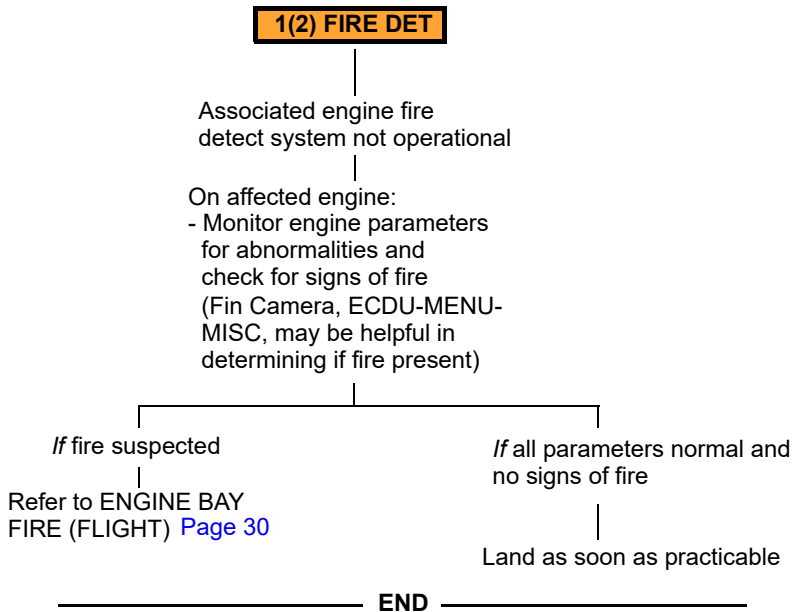 1(2) FIRE DET
Associated engine fire
detect system not operational
On affected engine:
- Monitor engine parameters
for abnormalities and
check for signs of fire
(Fin Camera, ECDU-MENU-
MISC, may be helpful in
determining if fire present)
If fire suspected
Refer to ENGINE BAY
FIRE (FLIGHT) Page 30
If all parameters normal and
no signs of fire
Land as soon as practicable
END